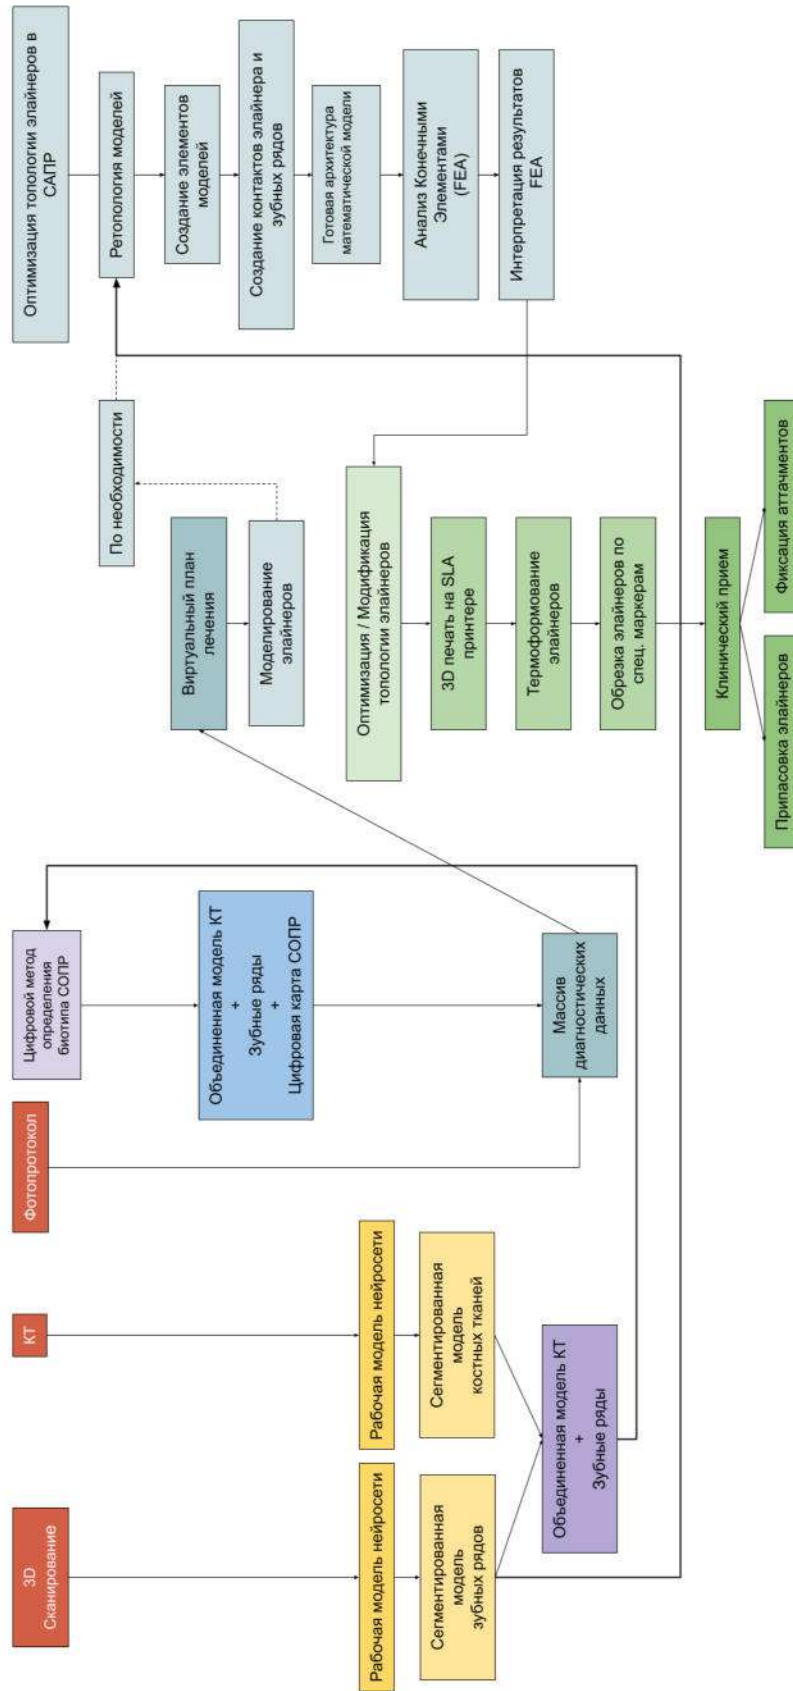 3D
Сканирование
КТ
Фотопротокол
Цифровой метод
определения
биотипа СОПР
Оптимизация топологии элайнеров в
САПР
Рабочая модель нейросети
Рабочая модель нейросети
Объединенная модель КТ
+
Зубные ряды
+
Цифровая карта СОПР
Виртуальный план
лечения
По необходимости
Ретопология моделей
Сегментированная
модель
зубных рядов
Сегментированная
модель
костных тканей
Моделирование
элайнеров
Создание элементов
моделей
Создание контактов элайнера и
зубных рядов
Готовая архитектура
математической модели
Объединенная модель КТ
+
Зубные ряды
Массив
диагностических
данных
Оптимизация / Модификация
топологии элайнеров
Анализ Конечными
Элементами
(FEA)
3D печать на SLA
принтере
Интерпретация результатов
FEA
Термоформование
элайнеров
Обрезка элайнеров по
спец. маркерам
Клинический прием
Припасовка элайнеров
Фиксация аттачментов